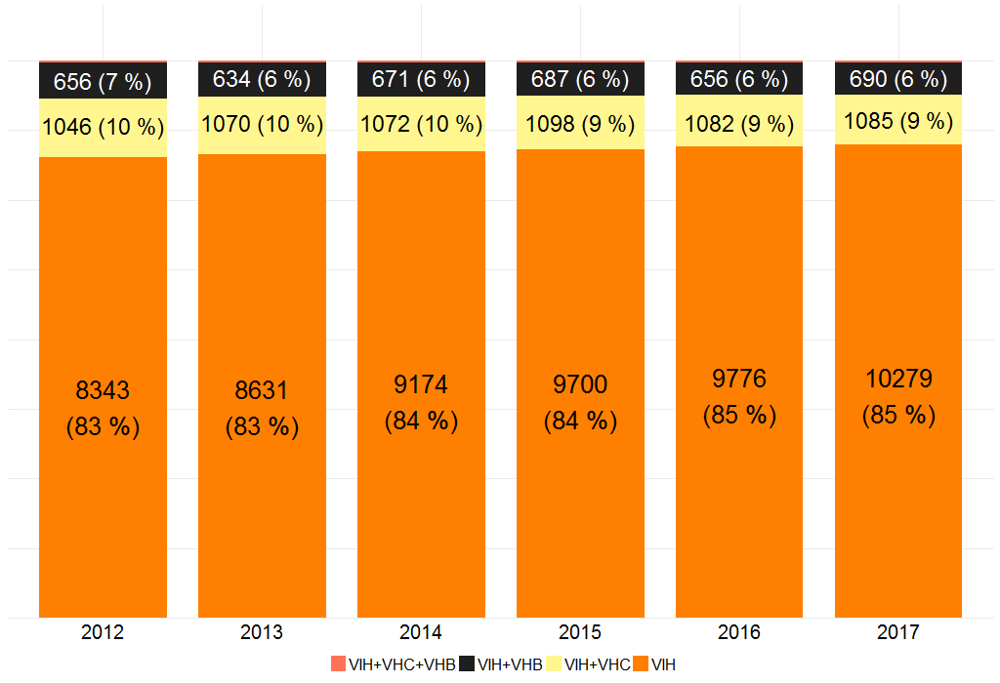 656 (7 %)
634 (6 %)
671 (6 %)
687 (6 %)
656 (6 %)
690 (6 %)
1046 (10 %)
1070 (10 %)
1072 (10 %)
1098 (9 %)
1082 (9 %)
1085 (9 %)
8343
(83 %)
8631
(83 %)
9174
(84 %)
9700
(84 %)
9776
(85 %)
10279
(85 %)
2012
2013
2014
2015
2016
2017
VIH+VHC+VHB VIH+VHB VIH+VHC VIH